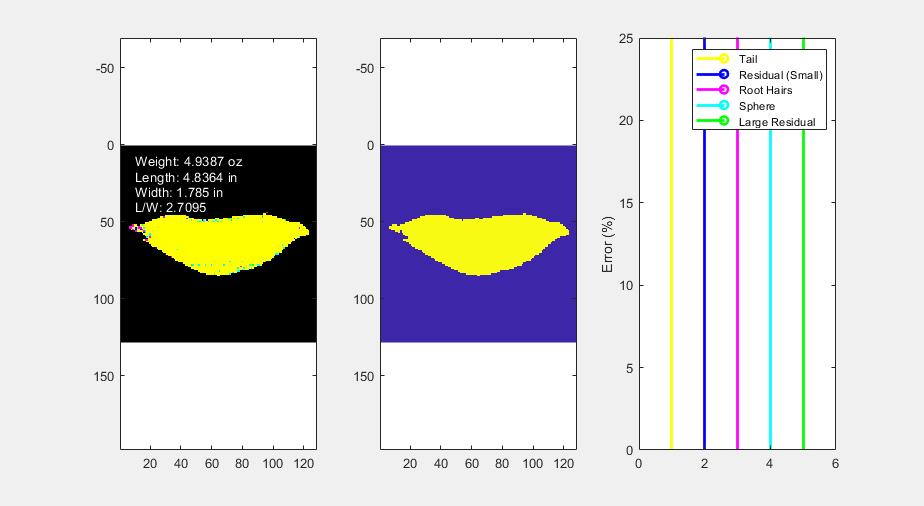 -50
0
50
100
150
20 40 60 80 100 120
Weight: 4.9387 oz
Length: 4.8364 in
Width: 1.785 in
L/W: 2.7095
-50
0
50
100
150
20 40 60 80 100 120
Error (%)
25
20
15
10
5
0
0 2 4 6
Tail
Residual (Small)
Root Hairs
Sphere
Large Residual